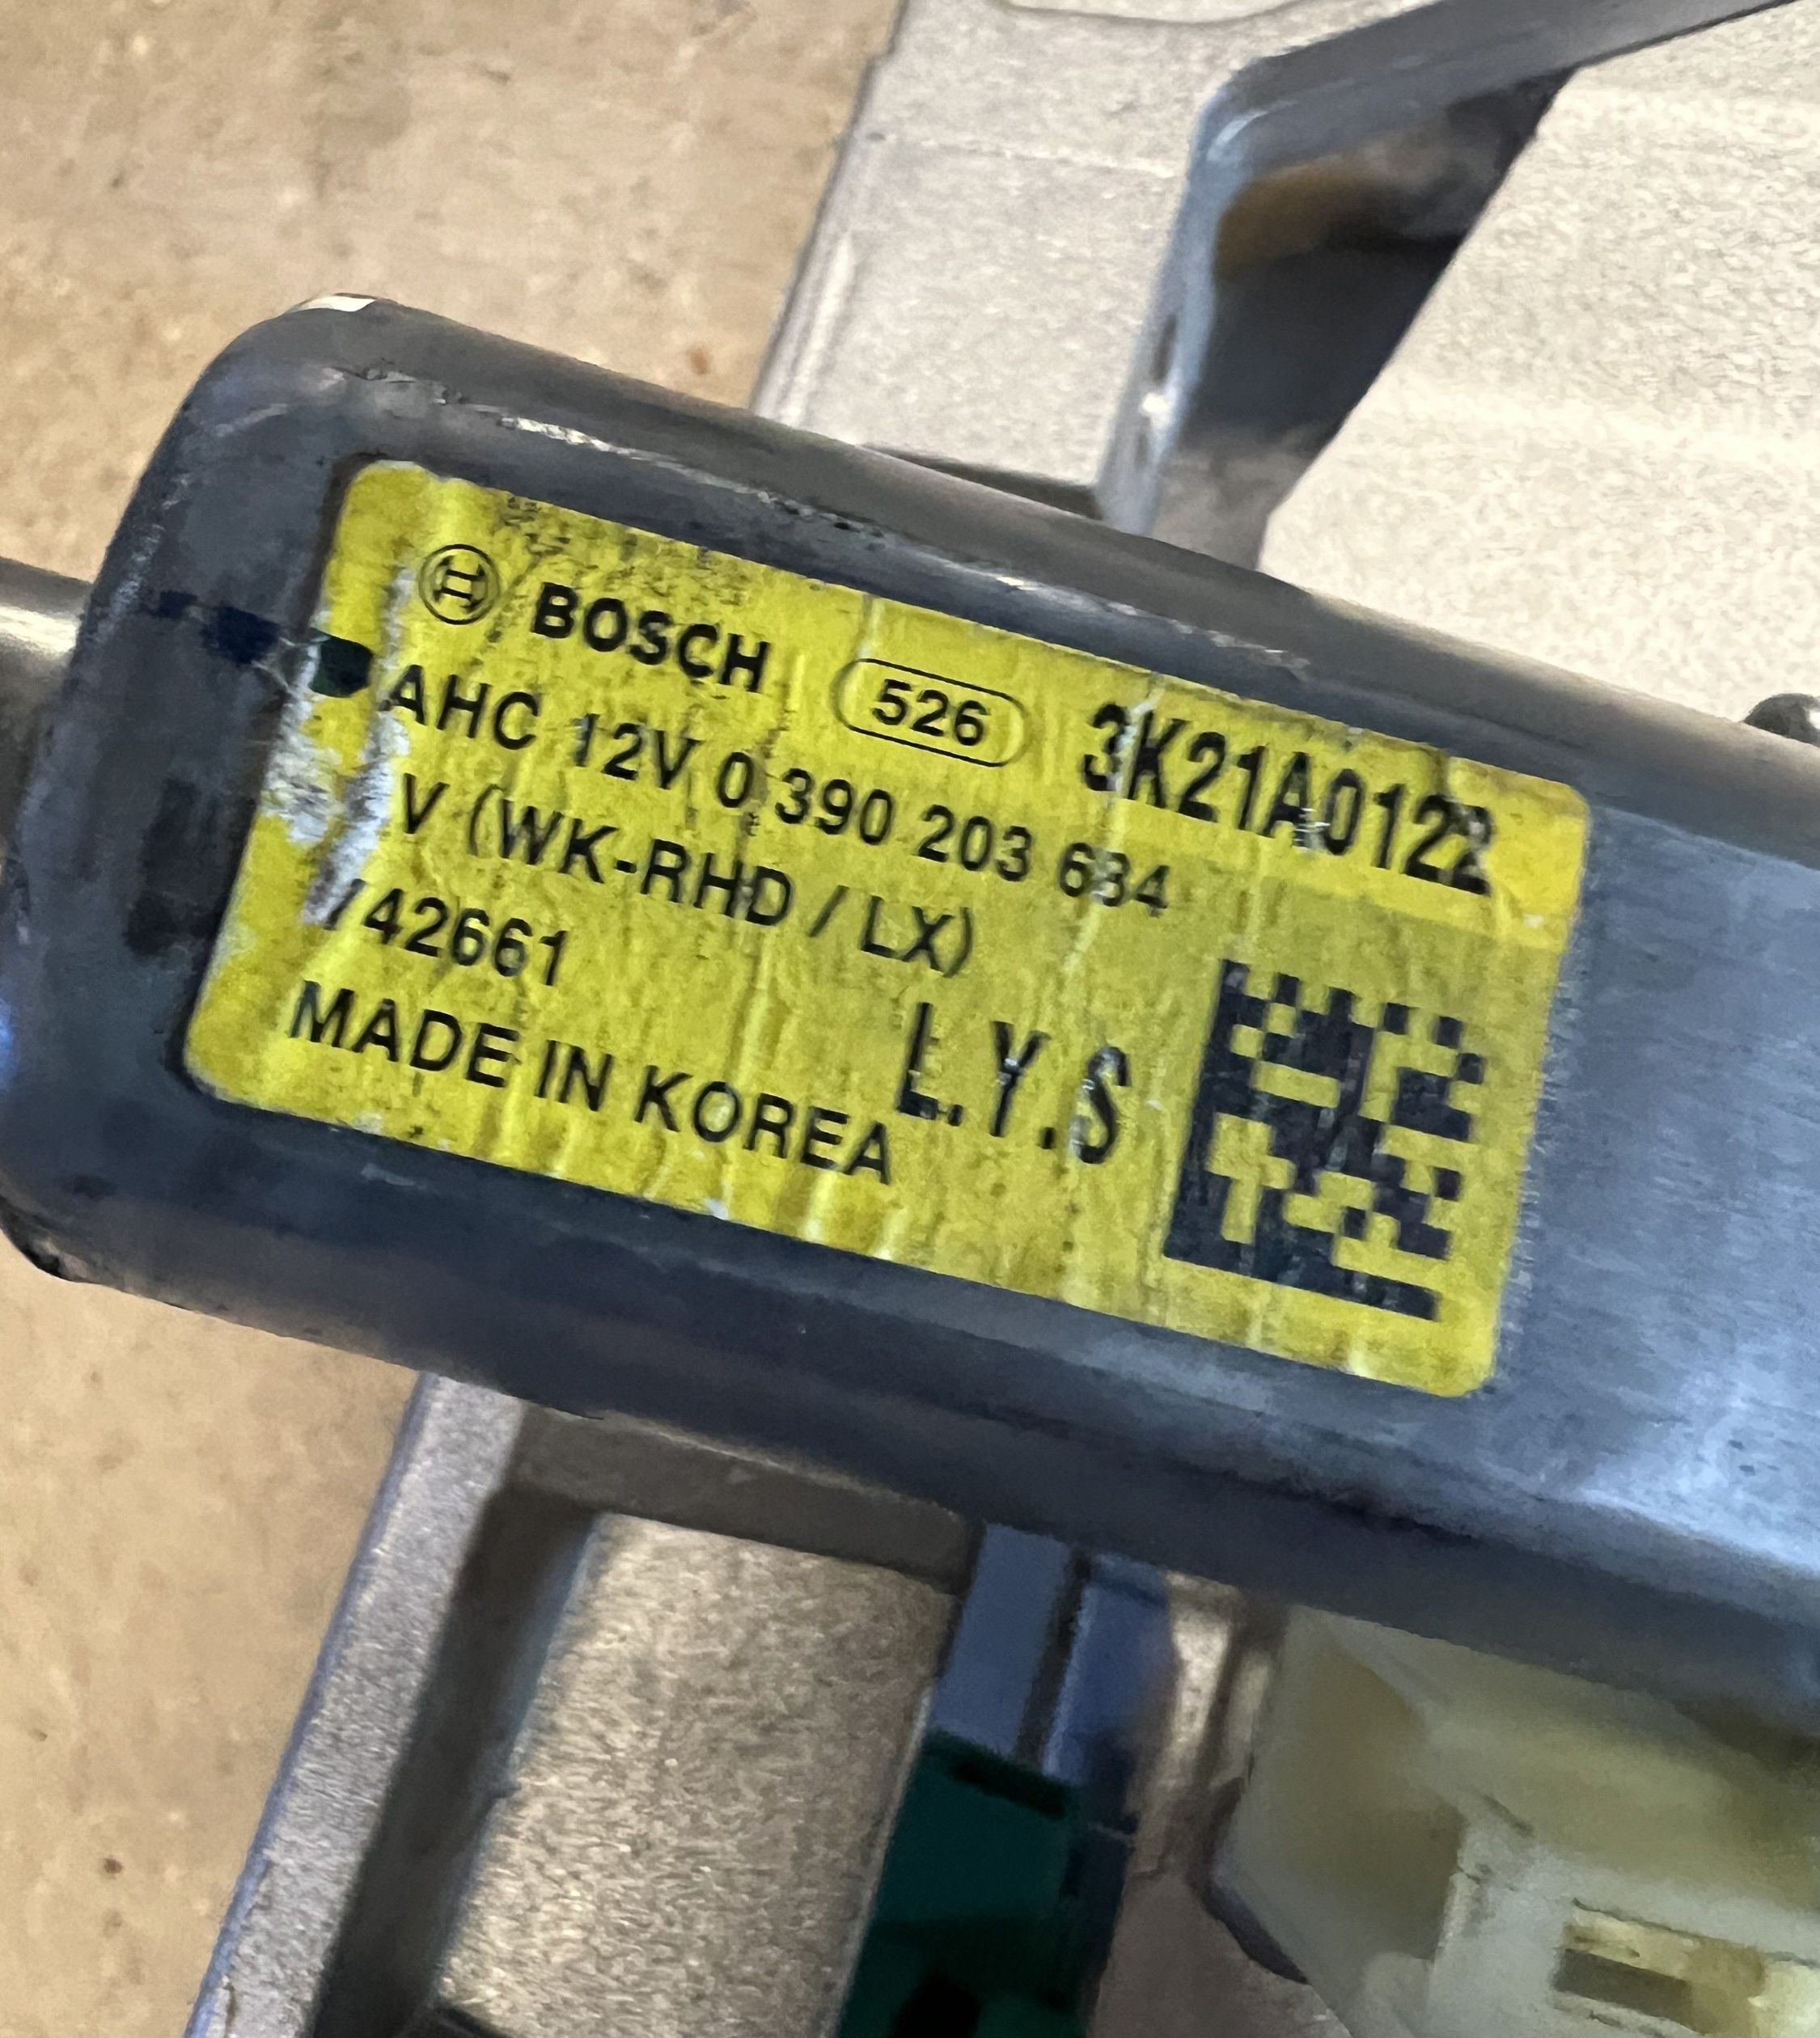 BOSCH 526 3K21A0122
AHC 12V 0 390 203 634
V (WK-RHD / LX)
742661
L.Y.S
MADE IN KOREA